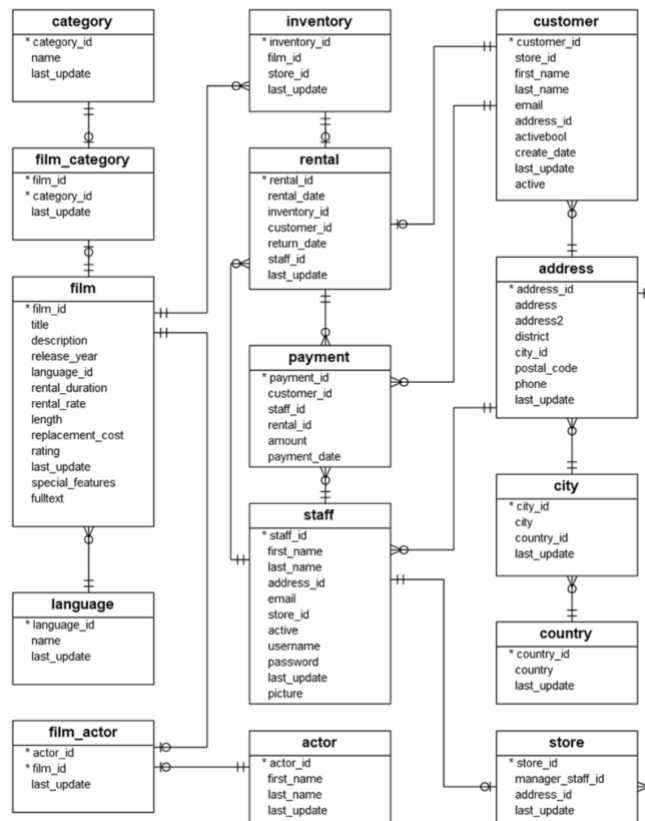 category
* category_id
name
last_update
film_category
* film_id
* category_id
last_update
film
* film_id
title
description
release_year
language_id
rental_duration
rental_rate
length
replacement_cost
rating
last_update
special_features
fulltext
language
* language_id
name
last_update
film_actor
* actor_id
* film_id
last_update
inventory
* inventory_id
film_id
store_id
last_update
rental
* rental_id
rental_date
inventory_id
customer_id
return_date
staff_id
last_update
payment
* payment_id
customer_id
staff_id
rental_id
amount
payment_date
staff
* staff_id
first_name
last_name
address_id
email
store_id
active
username
password
last_update
picture
actor
* actor_id
first_name
last_name
last_update
customer
* customer_id
store_id
first_name
last_name
email
address_id
activebool
create_date
last_update
active
address
* address_id
address
address2
district
city_id
postal_code
phone
last_update
city
* city_id
city
country_id
last_update
country
* country_id
country
last_update
store
* store_id
manager_staff_id
address_id
last_update